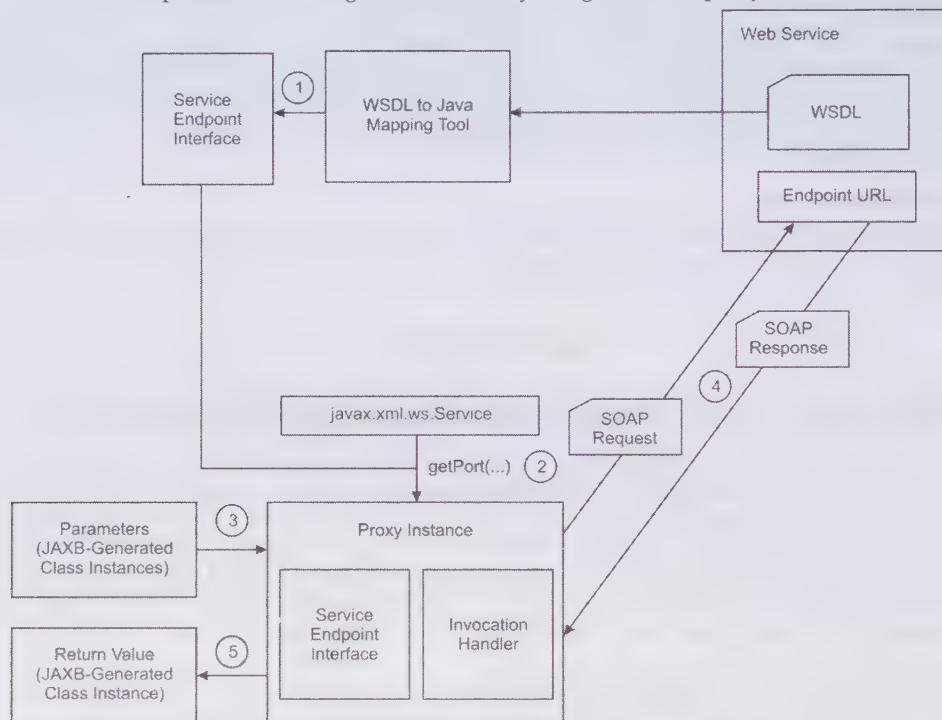 Web Service
Service
Endpoint
Interface
1
WSDL to Java
Mapping Tool
WSDL
Endpoint URL
SOAP
Response
4
javax.xml.ws.Service
SOAP
Request
getPort(...)
2
Parameters
(JAXB-Generated
Class Instances)
3
Proxy Instance
Service
Endpoint
Interface
Invocation
Handler
Return Value
(JAXB-Generated
Class Instance)
5